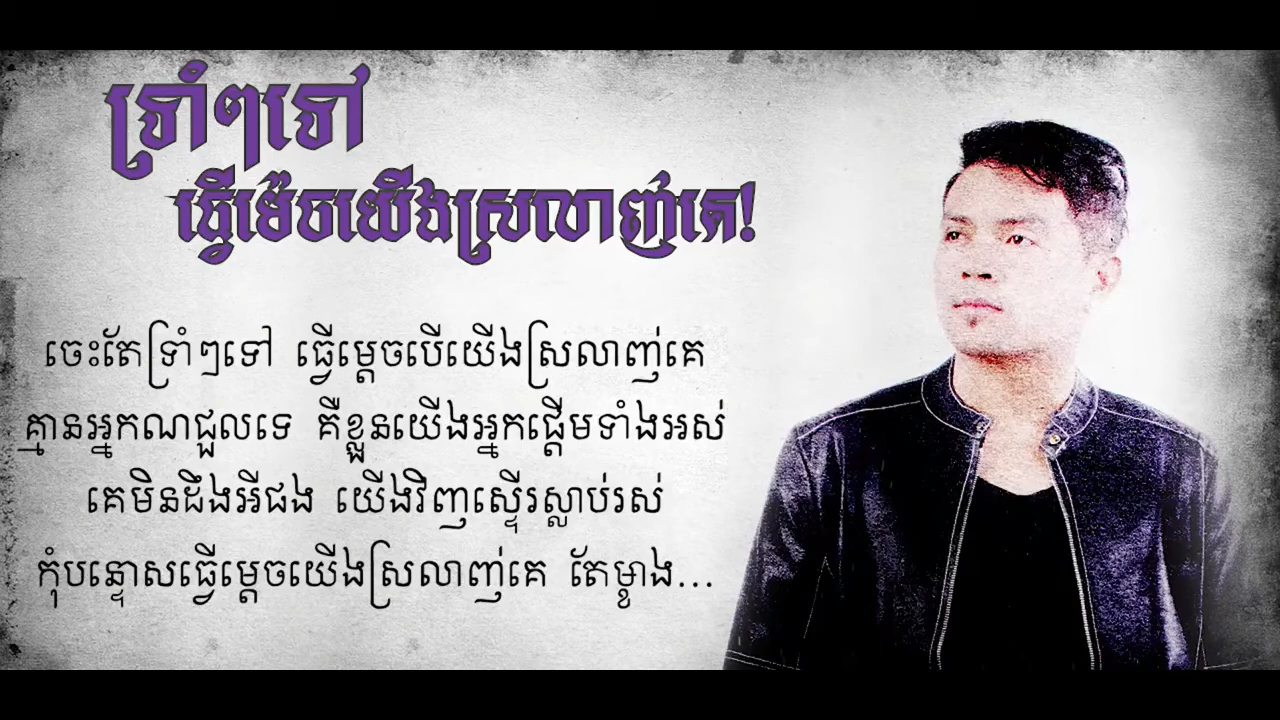 ទ្រាំៗទៅ
ធ្វើម៉េចយើងស្រលាញ់គេ!
ចេះតែទ្រាំៗទៅ ធ្វើម្ដេចបើយើងស្រលាញ់គេ
គ្មានអ្នកណជួលទេ គឺខ្លួនយើងអ្នកផ្ដើមទាំងអស់
គេមិនដឹងអីផង យើងវិញស្ទើរស្លាប់រស់
កុំបន្ទោសធ្វើម្ដេចយើងស្រលាញ់គេ តែម្ខាង...